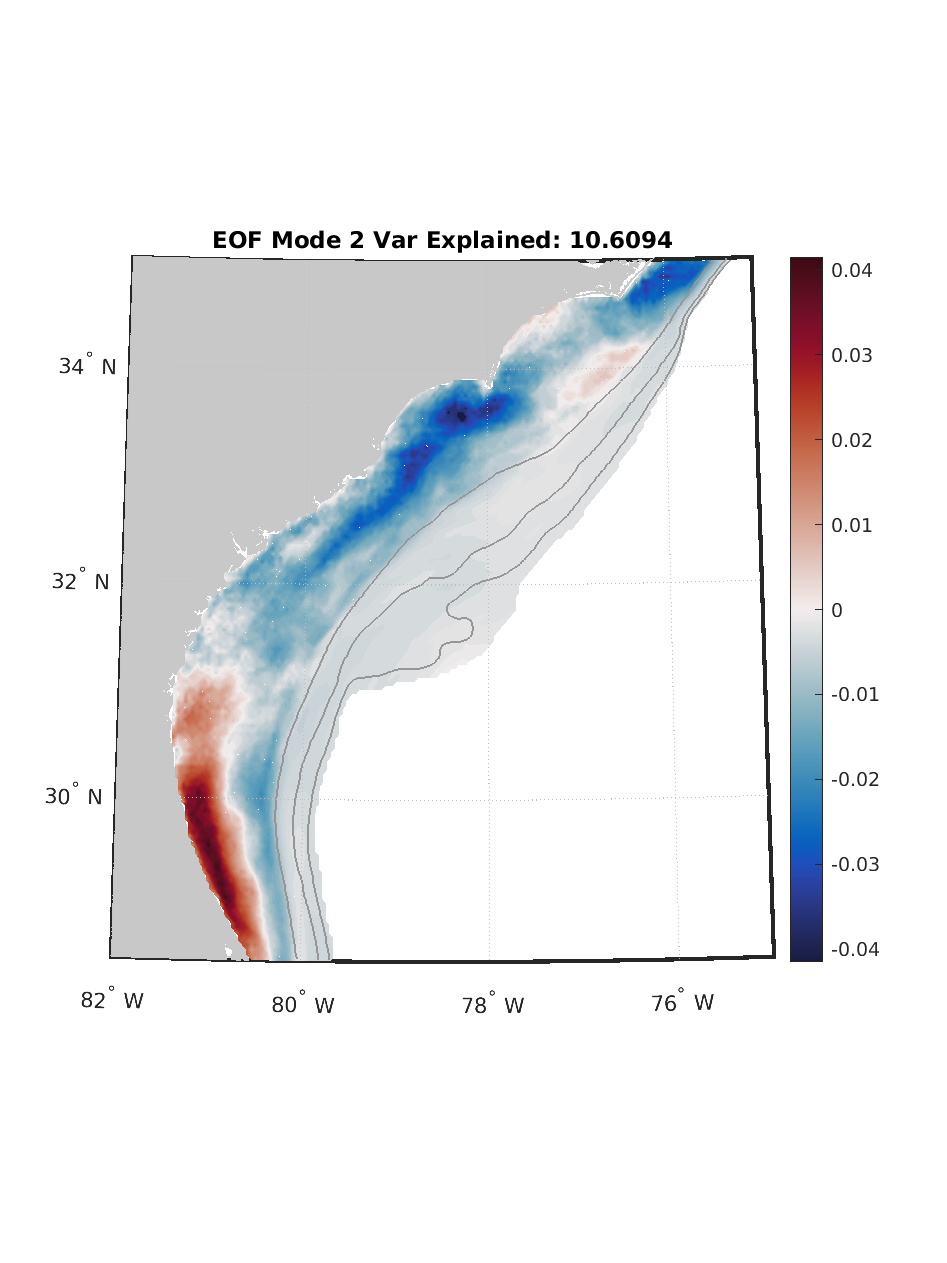 EOF Mode 2 Var Explained: 10.6094
0.04
34° N
0.03
0.02
0.01
32° N
0
-0.01
30° N
-0.02
-0.03
-0.04
82° W
80° W
78° W
76° W